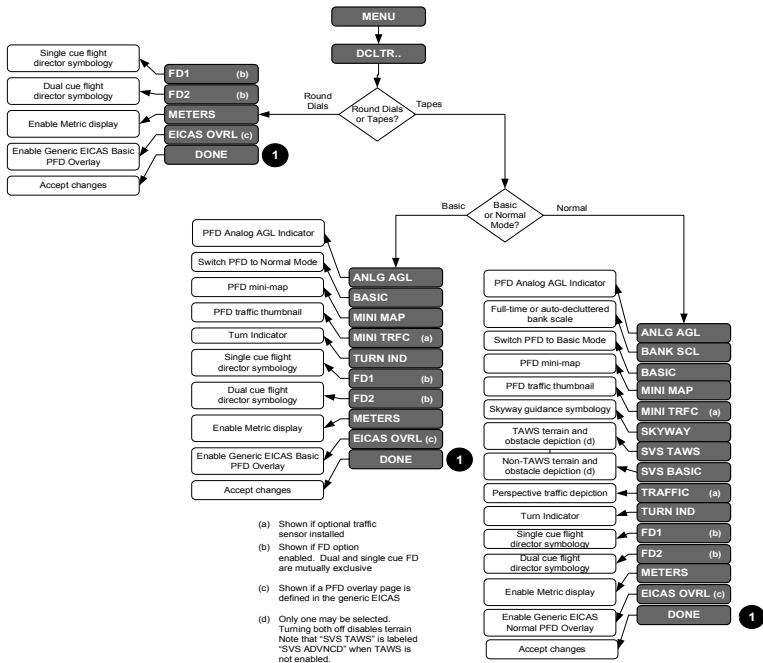 MENU
DCLTR..
Round Dials
or Tapes?
Round
Dials
Tapes
Single cue flight
director symbology
Dual cue flight
director symbology
Enable Metric display
Enable Generic EICAS Basic
PFD Overlay
Accept changes
FD1 (b)
FD2 (b)
METERS
EICAS OVRL (c)
DONE
1
Basic
or Normal
Mode?
Basic
Normal
PFD Analog AGL Indicator
Switch PFD to Normal Mode
PFD mini-map
PFD traffic thumbnail
Turn Indicator
Single cue flight
director symbology
Dual cue flight
director symbology
Enable Metric display
Enable Generic EICAS Basic
PFD Overlay
Accept changes
ANLG AGL
BASIC
MINI MAP
MINI TRFC (a)
TURN IND
FD1 (b)
FD2 (b)
METERS
EICAS OVRL (c)
DONE
1
PFD Analog AGL Indicator
Full-time or auto-decluttered
bank scale
Switch PFD to Basic Mode
PFD mini-map
PFD traffic thumbnail
Skyway guidance symbology
TAWS terrain and
obstacle depiction (d)
Non-TAWS terrain and
obstacle depiction (d)
Perspective traffic depiction
Turn Indicator
Single cue flight
director symbology
Dual cue flight
director symbology
Enable Metric display
Enable Generic EICAS
Normal PFD Overlay
Accept changes
ANLG AGL
BANK SCL
BASIC
MINI MAP
MINI TRFC (a)
SKYWAY
SVS TAWS
SVS BASIC
TRAFFIC (a)
TURN IND
FD1 (b)
FD2 (b)
METERS
EICAS OVRL (c)
DONE
1
(a) Shown if optional traffic
sensor installed
(b) Shown if FD option
enabled. Dual and single cue FD
are mutually exclusive
(c) Shown if a PFD overlay page is
defined in the generic EICAS
(d) Only one may be selected.
Turning both off disables terrain
Note that “SVS TAWS” is labeled
“SVS ADVNCD” when TAWS is
not enabled.